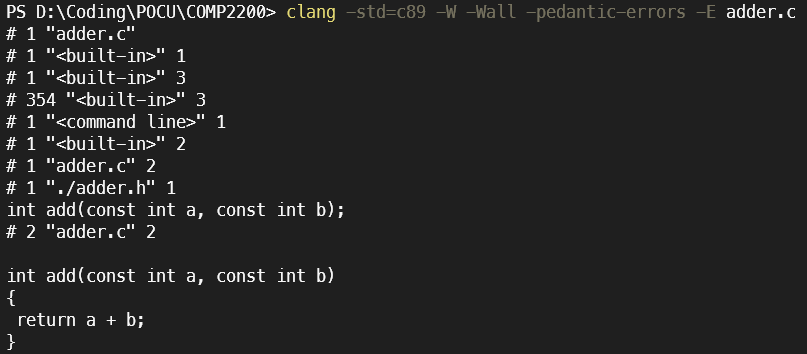 PS D:\Coding\POCU\COMP2200> clang -std=c89 -W -Wall -pedantic-errors -E adder.c
# 1 "adder.c"
# 1 "<built-in>" 1
# 1 "<built-in>" 3
# 354 "<built-in>" 3
# 1 "<command line>" 1
# 1 "<built-in>" 2
# 1 "adder.c" 2
# 1 "./adder.h" 1
int add(const int a, const int b);
# 2 "adder.c" 2
int add(const int a, const int b)
{
 return a + b;
}